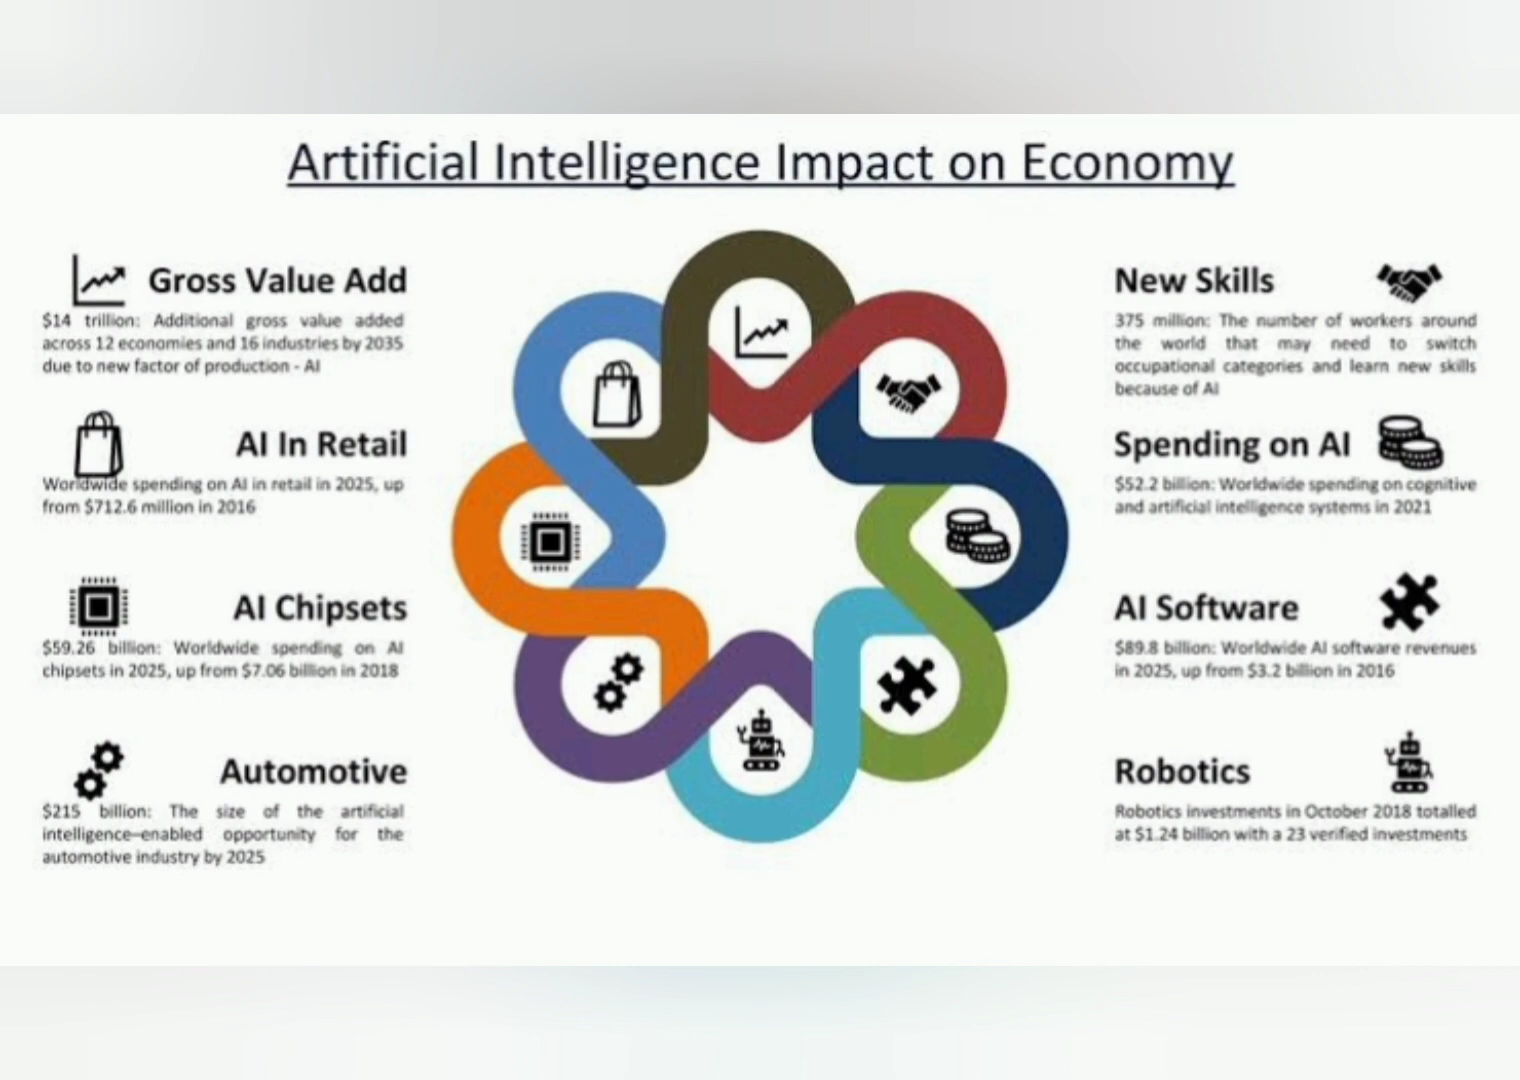 Artificial Intelligence Impact on Economy
Gross Value Add
$14 trillion: Additional gross value added
across 12 economies and 16 industries by 2035
due to new factor of production - AI
AI In Retail
Worldwide spending on AI in retail in 2025, up
from $712.6 million in 2016
AI Chipsets
$59.26 billion: Worldwide spending on AI
chipsets in 2025, up from $7.06 billion in 2018
Automotive
$215 billion: The size of the artificial
intelligence–enabled opportunity for the
automotive industry by 2025
New Skills
375 million: The number of workers around
the world that may need to switch
occupational categories and learn new skills
because of AI
Spending on AI
$52.2 billion: Worldwide spending on cognitive
and artificial intelligence systems in 2021
AI Software
$89.8 billion: Worldwide AI software revenues
in 2025, up from $3.2 billion in 2016
Robotics
Robotics investments in October 2018 totalled
at $1.24 billion with a 23 verified investments